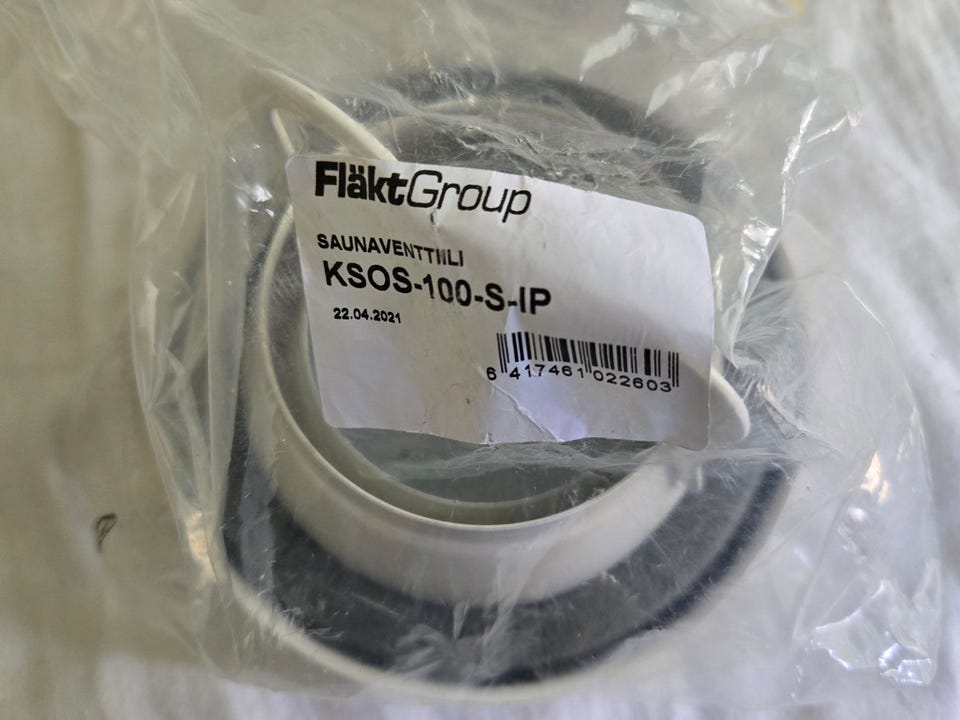 FläktGroup
SAUNAVENTTIILI
KSOS-100-S-IP
22.04.2021
6 417461 022603